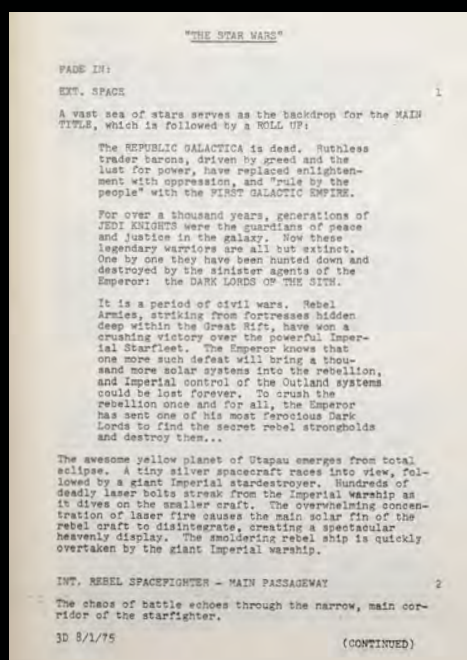 "THE STAR WARS"
FADE IN:
EXT. SPACE 1
A vast sea of stars serves as the backdrop for the MAIN
TITLE, which is followed by a ROLL UP:
The REPUBLIC GALACTICA is dead. Ruthless
trader barons, driven by greed and the
lust for power, have replaced enlighten-
ment with oppression, and "rule by the
people" with the FIRST GALACTIC EMPIRE.
For over a thousand years, generations of
JEDI KNIGHTS were the guardians of peace
and justice in the galaxy. Now these
legendary warriors are all but extinct.
One by one they have been hunted down and
destroyed by the sinister agents of the
Emperor: the DARK LORDS OF THE SITH.
It is a period of civil wars. Rebel
Armies, striking from fortresses hidden
deep within the Great Rift, have won a
crushing victory over the powerful Imper-
ial Starfleet. The Emperor knows that
one more such defeat will bring a thou-
sand more solar systems into the rebellion,
and Imperial control of the Outland systems
could be lost forever. To crush the
rebellion once and for all, the Emperor
has sent one of his most ferocious Dark
Lords to find the secret rebel strongholds
and destroy them...
The awesome yellow planet of Utapau emerges from total
eclipse. A tiny silver spacecraft races into view, fol-
lowed by a giant Imperial stardestroyer. Hundreds of
deadly laser bolts streak from the Imperial warship as
it dives on the smaller craft. The overwhelming concen-
tration of laser fire causes the main solar fin of the
rebel craft to disintegrate, creating a spectacular
heavenly display. The smoldering rebel ship is quickly
overtaken by the giant Imperial warship.
INT. REBEL SPACEFIGHTER - MAIN PASSAGEWAY 2
The chaos of battle echoes through the narrow, main cor-
ridor of the starfighter.
3D 8/1/75 (CONTINUED)